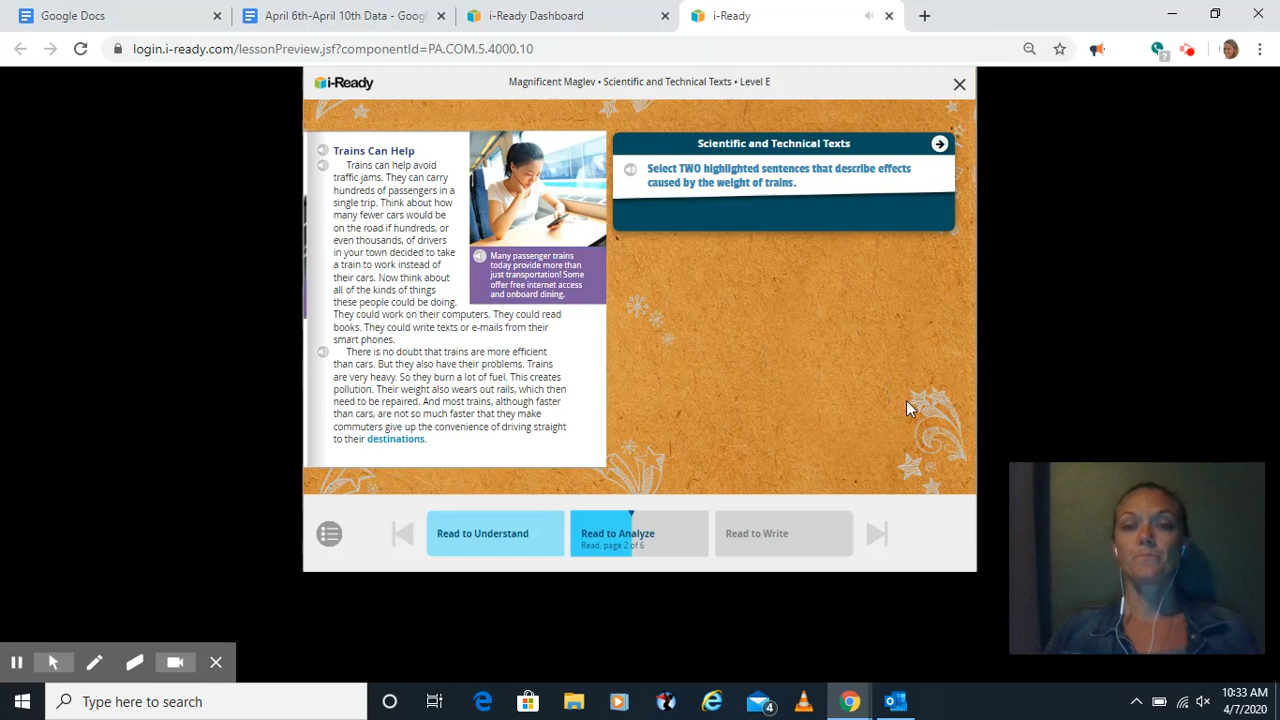 Google Docs
April 6th-April 10th Data - Goog
i-Ready Dashboard
i-Ready
login.i-ready.com/lessonPreview.jsf?componentId=PA.COM.5.4000.10
i-Ready
Magnificent Maglev • Scientific and Technical Texts • Level E
Trains Can Help
Trains can help avoid
traffic jams. They can carry
hundreds of passengers in a
single trip. Think about how
many fewer cars would be
on the road if hundreds, or
even thousands, of drivers
in your town decided to take
a train to work instead of
their cars. Now think about
all of the kinds of things
these people could be doing.
They could work on their computers. They could read
books. They could write texts or e-mails from their
smart phones.
There is no doubt that trains are more efficient
than cars. But they also have their problems. Trains
are very heavy. So they burn a lot of fuel. This creates
pollution. Their weight also wears out rails, which then
need to be repaired. And most trains, although faster
than cars, are not so much faster that they make
commuters give up the convenience of driving straight
to their destinations.
Many passenger trains
today provide more than
just transportation! Some
offer free internet access
and onboard dining.
Scientific and Technical Texts
Select TWO highlighted sentences that describe effects
caused by the weight of trains.
Read to Understand
Read to Analyze
Read, page 2 of 6
Read to Write
Type here to search
4
10:33 AM
4/7/2020